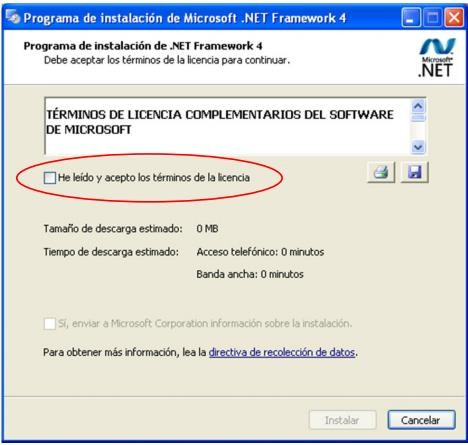 Programa de instalación de Microsoft .NET Framework 4
Programa de instalación de .NET Framework 4
Debe aceptar los términos de la licencia para continuar.
Microsoft®
.NET
TÉRMINOS DE LICENCIA COMPLEMENTARIOS DEL SOFTWARE
DE MICROSOFT
He leído y acepto los términos de la licencia
Tamaño de descarga estimado: 0 MB
Tiempo de descarga estimado: Acceso telefónico: 0 minutos
Banda ancha: 0 minutos
Sí, enviar a Microsoft Corporation información sobre la instalación.
Para obtener más información, lea la directiva de recolección de datos.
Instalar Cancelar